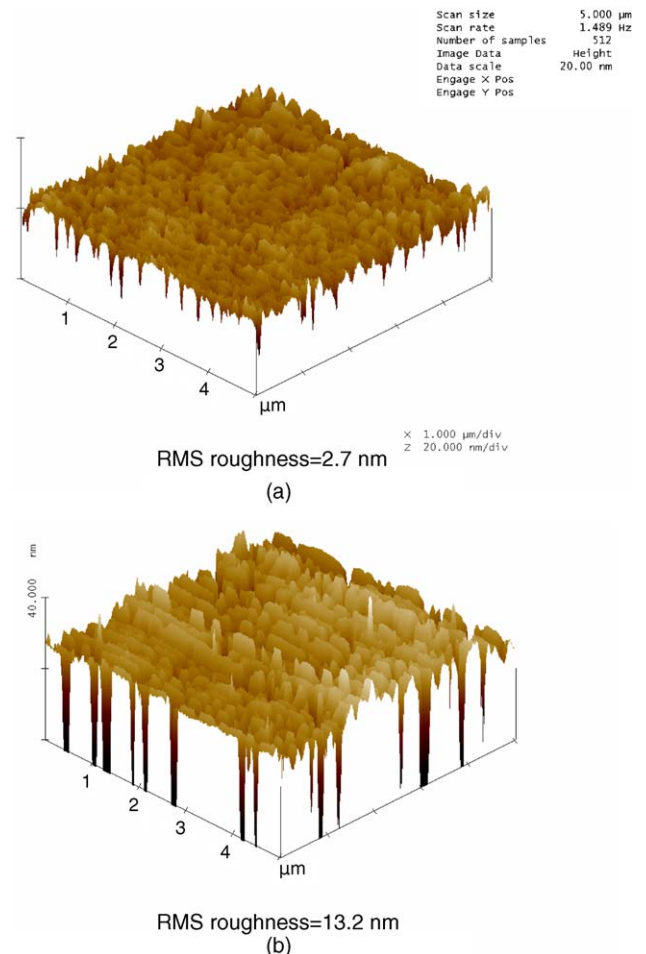 Scan size 5.000 µm
Scan rate 1.489 Hz
Number of samples 512
Image Data Height
Data scale 20.00 nm
Engage X Pos
Engage Y Pos
1
2
3
4
µm
X 1.000 µm/div
Z 20.000 nm/div
RMS roughness=2.7 nm
(a)
40.000 nm
1
2
3
4
µm
RMS roughness=13.2 nm
(b)